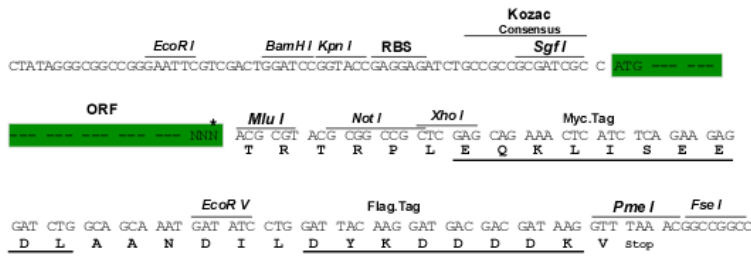 Kozac
Consensus
EcoR I BamH I Kpn I RBS Sgf I
CTATAGGGCGGCCGGGAATTCGTCGACTGGATCCGGTACCGAGGAGATCTGCCGCCGCGATCGC C ATG --- --- ---
ORF
--- --- --- --- --- --- NNN* ACG CGT ACG CGG CCG CTC GAG CAG AAA CTC ATC TCA GAA GAG
Mlu I Not I Xho I Myc.Tag
T R T R P L E Q K L I S E E
EcoR V Flag.Tag Pme I Fse I
GAT CTG GCA GCA AAT GAT ATC CTG GAT TAC AAG GAT GAC GAC GAT AAG GTT TAA ACGGCCGGCC
D L A A N D I L D Y K D D D D K V Stop